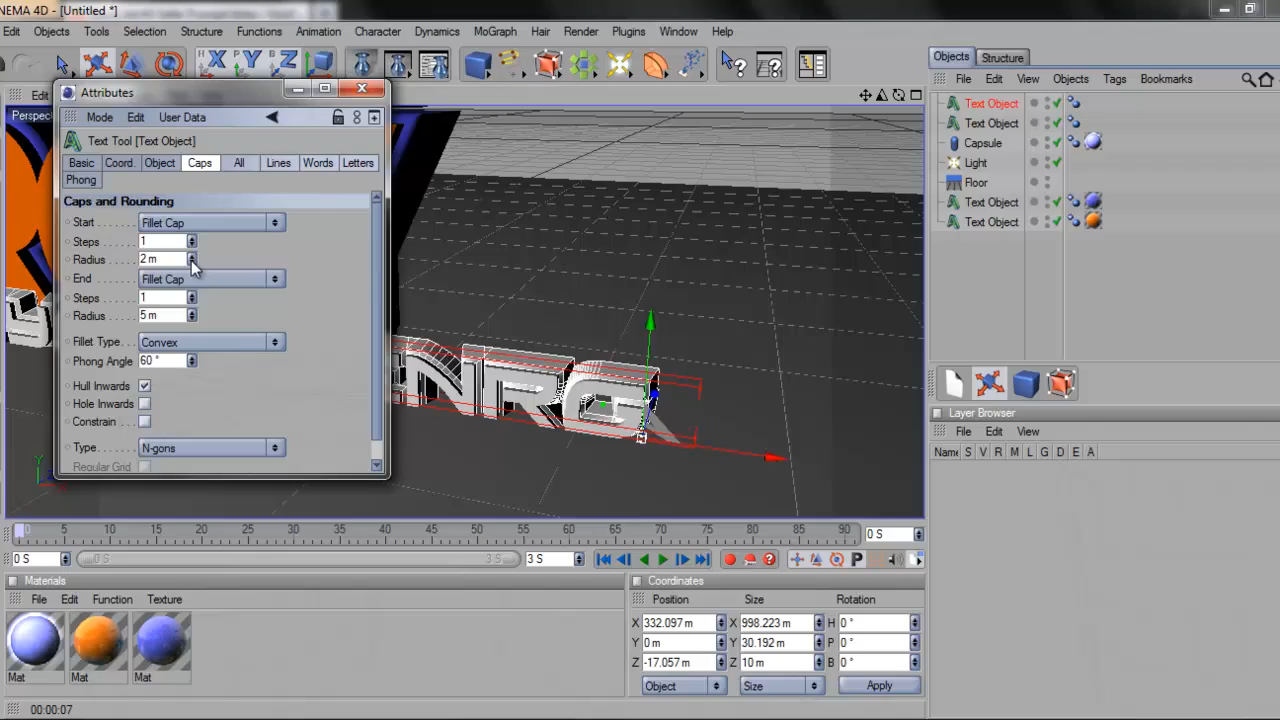 NEMA 4D - [Untitled *]
Edit Objects Tools Selection Structure Functions Animation Character Dynamics MoGraph Hair Render Plugins Window Help
X Y Z
Edit
Perspec
Attributes
Mode Edit User Data
Text Tool [Text Object]
Basic Coord. Object Caps All Lines Words Letters
Phong
Caps and Rounding
Start Fillet Cap
Steps 1
Radius 2 m
End Fillet Cap
Steps 1
Radius 5 m
Fillet Type Convex
Phong Angle 60 °
Hull Inwards
Hole Inwards
Constrain
Type N-gons
Regular Grid
Y
NRG
Objects Structure
File Edit View Objects Tags Bookmarks
Text Object
Text Object
Capsule
Light
Floor
Text Object
Text Object
Layer Browser
File Edit View
Name S V R M L G D E A
0 5 10 15 20 25 30 35 40 45 50 55 60 65 70 75 80 85 90 0 S
0 S 0 S 3 S 3 S P
Materials
File Edit Function Texture
Mat Mat Mat
Coordinates
Position Size Rotation
X 332.097 m X 998.223 m H 0 °
Y 0 m Y 30.192 m P 0 °
Z -17.057 m Z 10 m B 0 °
Object Size Apply
00:00:07